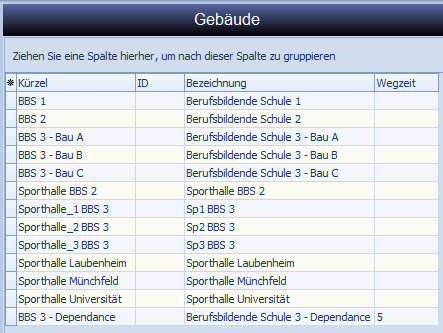 Gebäude
Ziehen Sie eine Spalte hierher, um nach dieser Spalte zu gruppieren
Kürzel ID Bezeichnung Wegzeit
BBS 1 Berufsbildende Schule 1
BBS 2 Berufsbildende Schule 2
BBS 3 - Bau A Berufsbildende Schule 3 - Bau A
BBS 3 - Bau B Berufsbildende Schule 3 - Bau B
BBS 3 - Bau C Berufsbildende Schule 3 - Bau C
Sporthalle BBS 2 Sporthalle BBS 2
Sporthalle_1 BBS 3 Sp1 BBS 3
Sporthalle_2 BBS 3 Sp2 BBS 3
Sporthalle_3 BBS 3 Sp3 BBS 3
Sporthalle Laubenheim Sporthalle Laubenheim
Sporthalle Münchfeld Sporthalle Münchfeld
Sporthalle Universität Sporthalle Universität
BBS 3 - Dependance Berufsbildende Schule 3 - Dependance 5